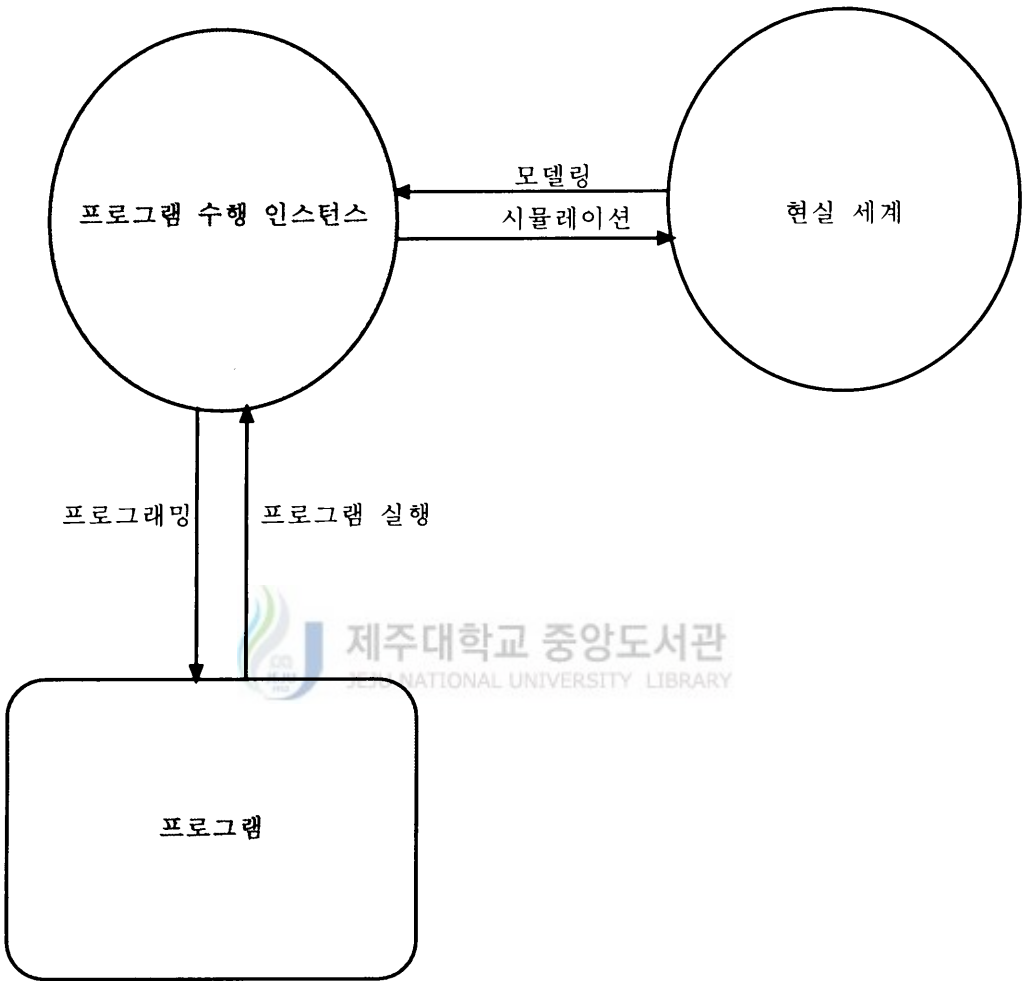 모델링
프로그램 수행 인스턴스
시뮬레이션
현실 세계
프로그래밍
프로그램 실행
제주대학교 중앙도서관
JEJU NATIONAL UNIVERSITY LIBRARY
프로그램